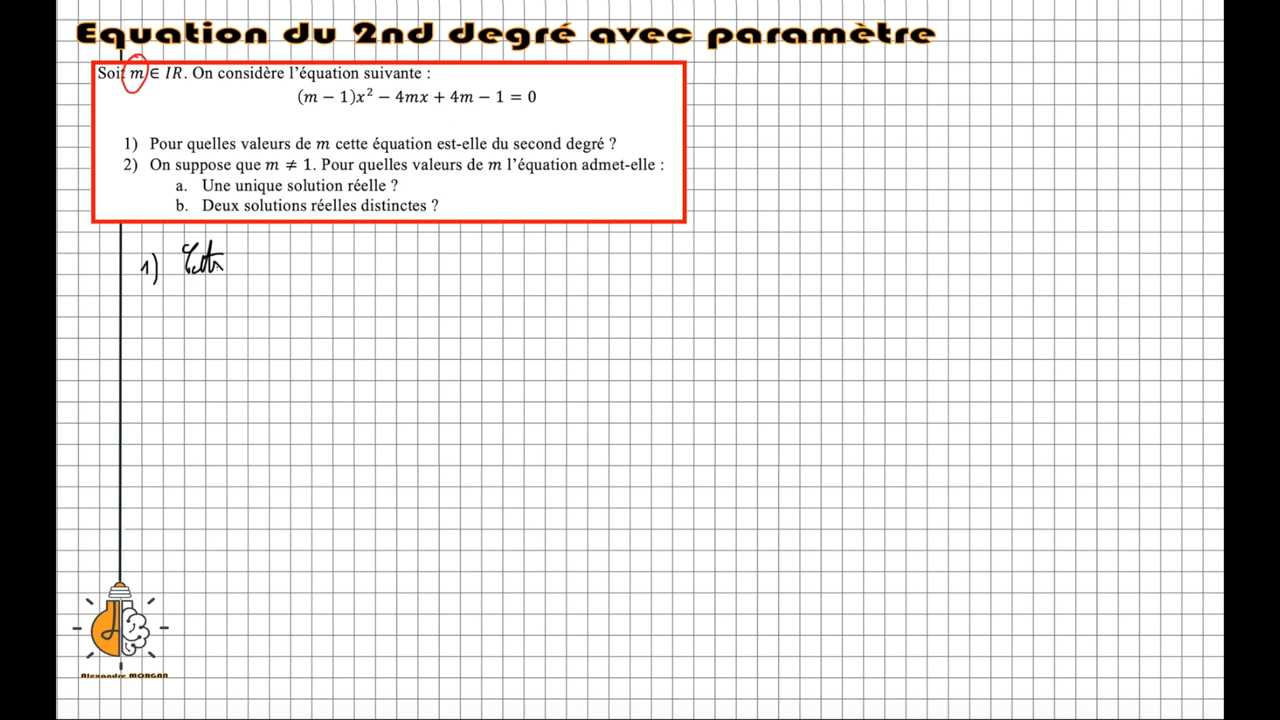 Equation du 2nd degré avec paramètre
Soit m ∈ IR. On considère l'équation suivante :
(m − 1)x² − 4mx + 4m − 1 = 0
1) Pour quelles valeurs de m cette équation est-elle du second degré ?
2) On suppose que m ≠ 1. Pour quelles valeurs de m l'équation admet-elle :
a. Une unique solution réelle ?
b. Deux solutions réelles distinctes ?
1)
Alexandre MORGAN